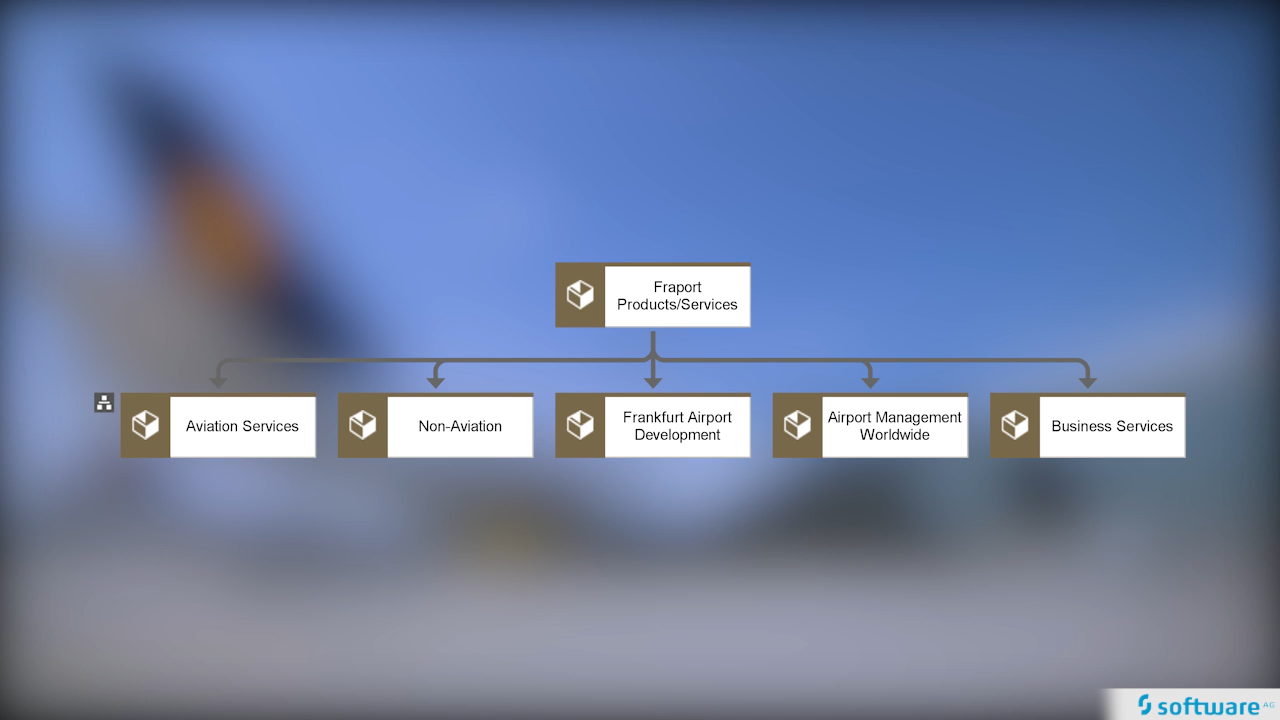 Fraport
Products/Services
Aviation Services
Non-Aviation
Frankfurt Airport
Development
Airport Management
Worldwide
Business Services
software AG